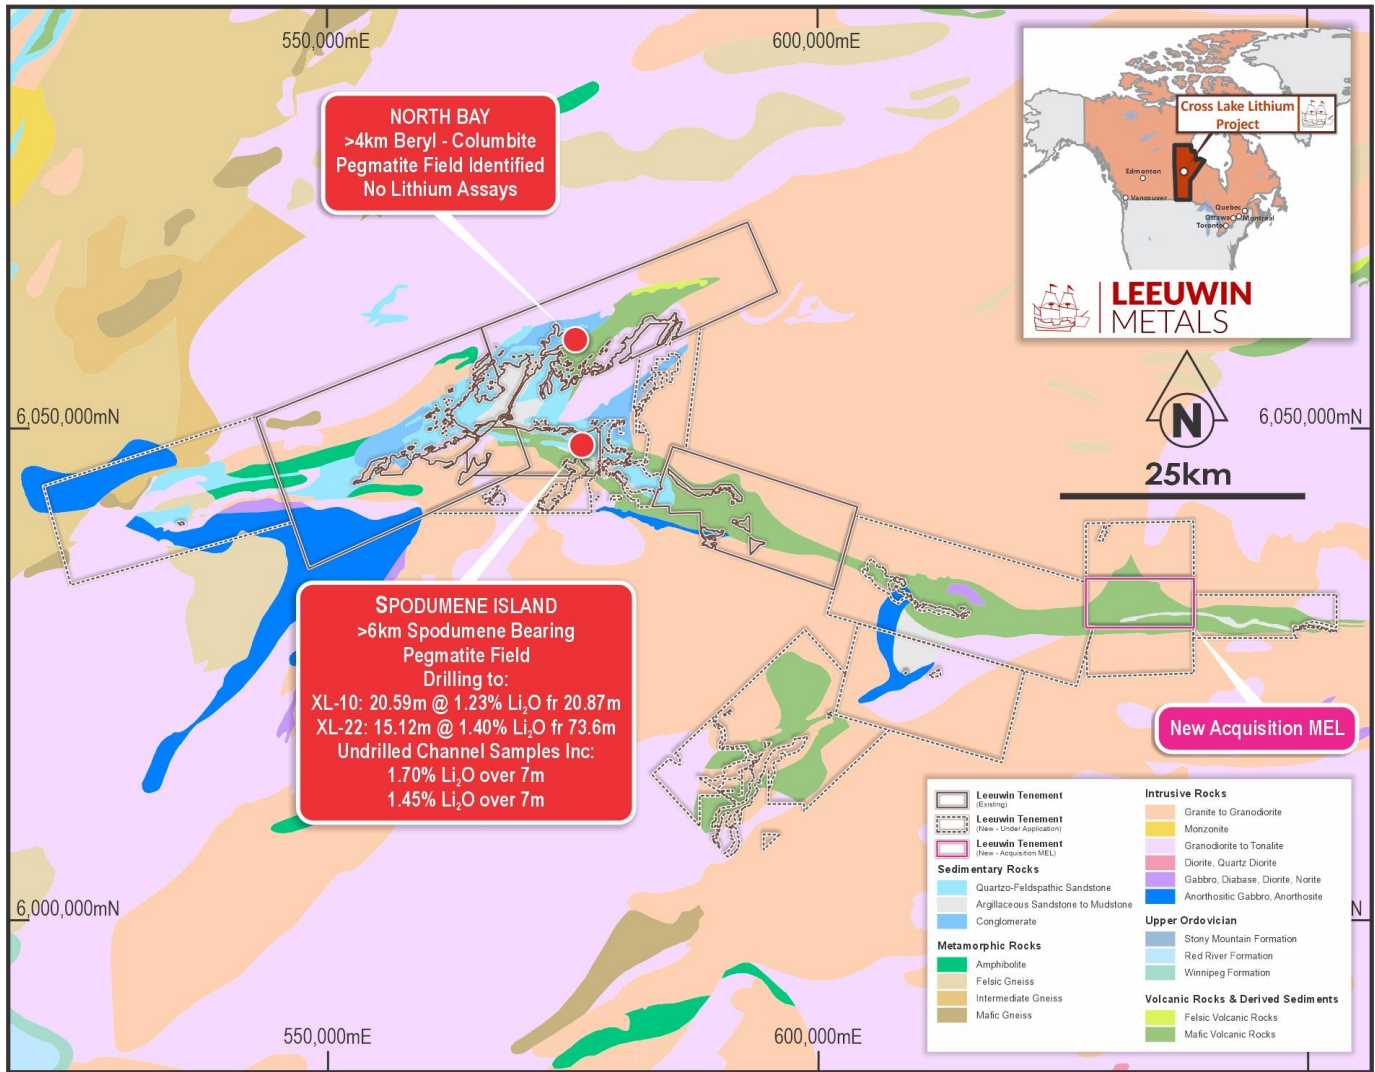 550,000mE
600,000mE
NORTH BAY
>4km Beryl - Columbite
Pegmatite Field Identified
No Lithium Assays
Cross Lake Lithium
Project
Edmonton
Vancouver
Quebec
Ottawa
Montreal
Toronto
LEEUWIN
METALS
6,050,000mN
6,050,000mN
N
25km
SPODUMENE ISLAND
>6km Spodumene Bearing
Pegmatite Field
Drilling to:
XL-10: 20.59m @ 1.23% Li₂O fr 20.87m
XL-22: 15.12m @ 1.40% Li₂O fr 73.6m
Undrilled Channel Samples Inc:
1.70% Li₂O over 7m
1.45% Li₂O over 7m
New Acquisition MEL
Leeuwin Tenement
(Existing)
Leeuwin Tenement
(New - Under Application)
Leeuwin Tenement
(New - Acquisition MEL)
Sedimentary Rocks
Quartzo-Feldspathic Sandstone
Argillaceous Sandstone to Mudstone
Conglomerate
Metamorphic Rocks
Amphibolite
Felsic Gneiss
Intermediate Gneiss
Mafic Gneiss
Intrusive Rocks
Granite to Granodiorite
Monzonite
Granodiorite to Tonalite
Diorite, Quartz Diorite
Gabbro, Diabase, Diorite, Norite
Anorthositic Gabbro, Anorthosite
Upper Ordovician
Stony Mountain Formation
Red River Formation
Winnipeg Formation
Volcanic Rocks & Derived Sediments
Felsic Volcanic Rocks
Mafic Volcanic Rocks
6,000,000mN
N
550,000mE
600,000mE